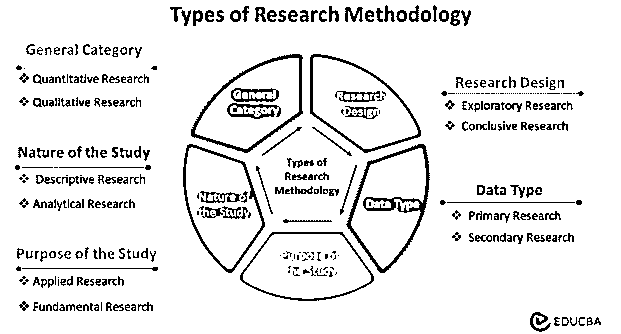 Types of Research Methodology
General Category
❖ Quantitative Research
❖ Qualitative Research
Nature of the Study
❖ Descriptive Research
❖ Analytical Research
Purpose of the Study
❖ Applied Research
❖ Fundamental Research
General
Category
Research
Design
Nature of
the Study
Types of
Research
Methodology
Data Type
Purpose of
the Study
Research Design
❖ Exploratory Research
❖ Conclusive Research
Data Type
❖ Primary Research
❖ Secondary Research
EDUCBA